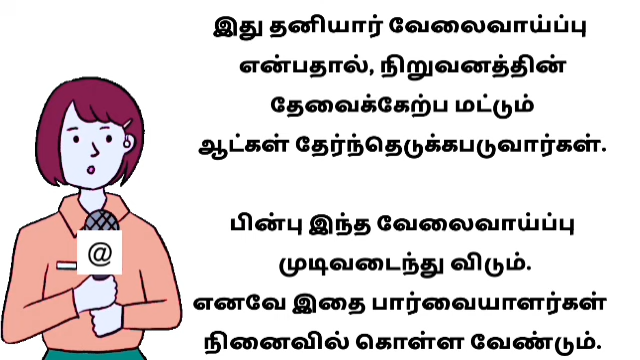 இது தனியார் வேலைவாய்ப்பு
என்பதால், நிறுவனத்தின்
தேவைக்கேற்ப மட்டும்
ஆட்கள் தேர்ந்தெடுக்கபடுவார்கள்.
பின்பு இந்த வேலைவாய்ப்பு
முடிவடைந்து விடும்.
எனவே இதை பார்வையாளர்கள்
நினைவில் கொள்ள வேண்டும்.
@